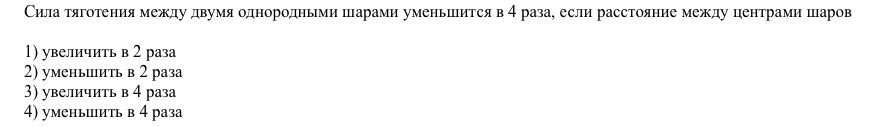 Сила тяготения между двумя однородными шарами уменьшится в 4 раза, если расстояние между центрами шаров
1) увеличить в 2 раза
2) уменьшить в 2 раза
3) увеличить в 4 раза
4) уменьшить в 4 раза